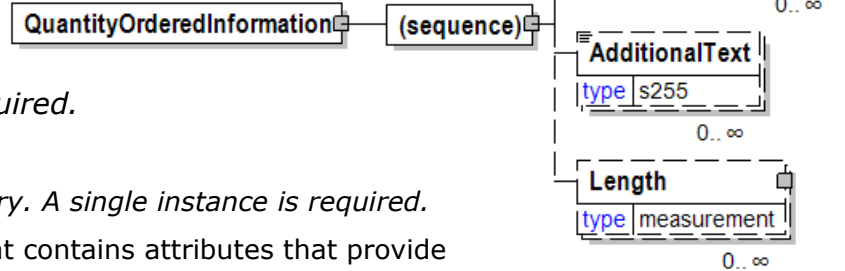 0.. ∞
QuantityOrderedInformation
(sequence)
AdditionalText
type s255
0.. ∞
uired.
Length
ry. A single instance is required.
type measurement
at contains attributes that provide
0.. ∞